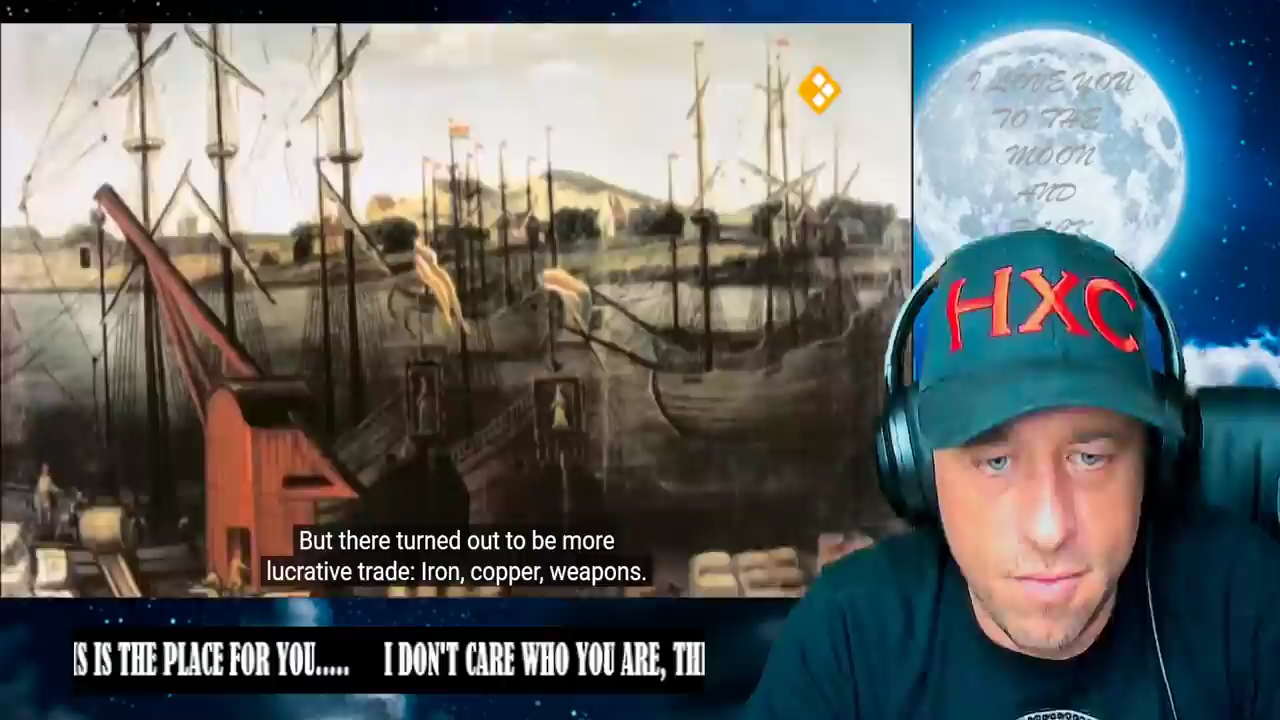 I LOVE YOU
TO THE
MOON
AND
HXC
But there turned out to be more
lucrative trade: Iron, copper, weapons.
S IS THE PLACE FOR YOU..... I DON'T CARE WHO YOU ARE, THI